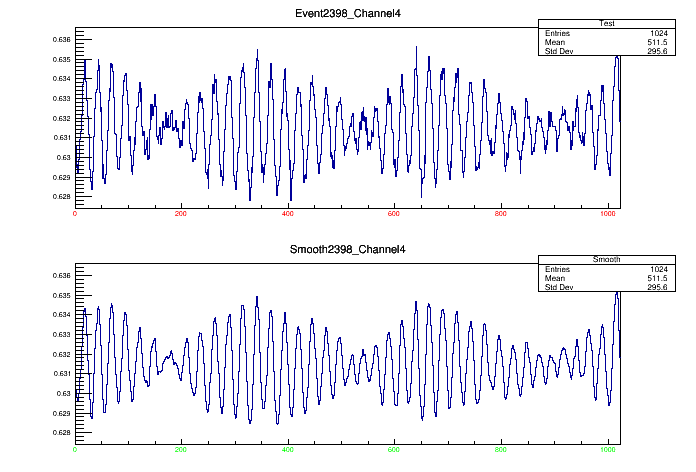 Event2398_Channel4
Test
Entries 1024
Mean 511.5
Std Dev 295.6
0.636
0.635
0.634
0.633
0.632
0.631
0.63
0.629
0.628
0 200 400 600 800 1000
Smooth2398_Channel4
Smooth
Entries 1024
Mean 511.5
Std Dev 295.6
0.636
0.635
0.634
0.633
0.632
0.631
0.63
0.629
0.628
0 200 400 600 800 1000